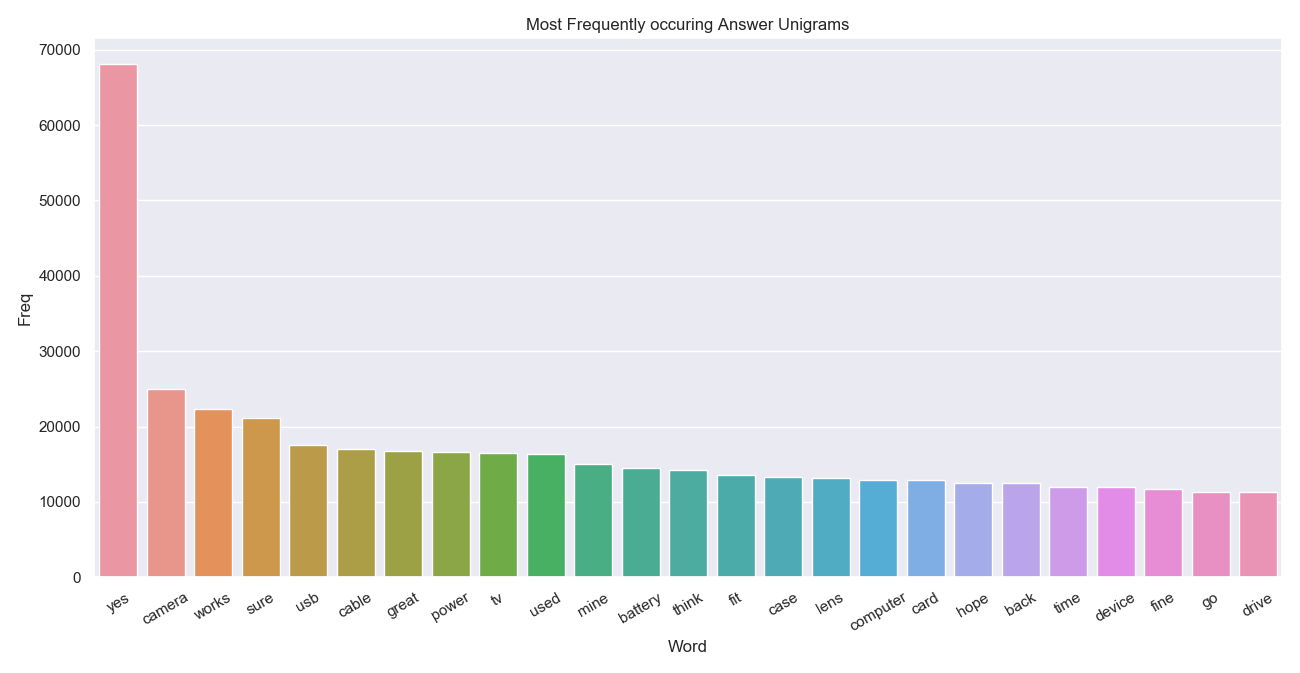 Most Frequently occuring Answer Unigrams
70000
60000
50000
40000
30000
20000
10000
0
Freq
yes camera works sure usb cable great power tv used mine battery think fit case lens computer card hope back time device fine go drive
Word